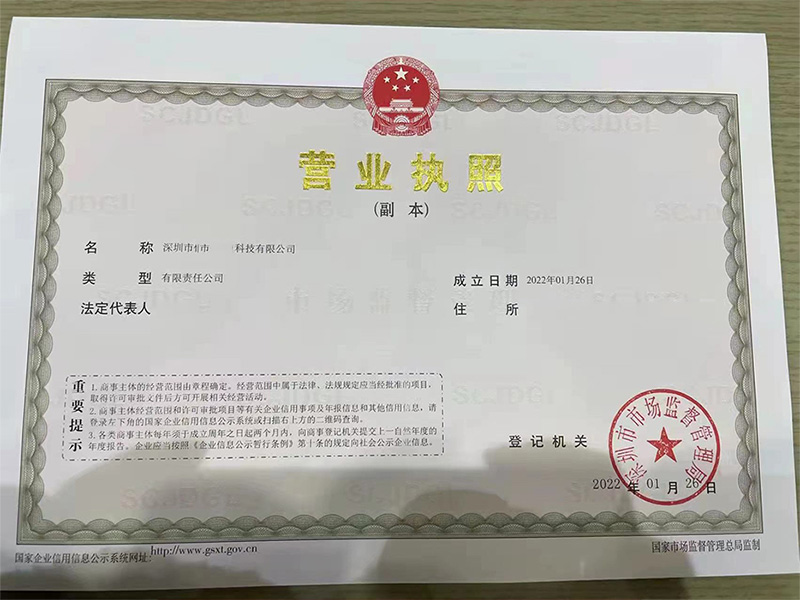 营业执照
(副 本)
名 称 深圳市 科技有限公司
类 型 有限责任公司
成立日期 2022年01月26日
法定代表人
住 所
重要提示
1.商事主体的经营范围由章程确定。经营范围中属于法律、法规规定应当经批准的项目，
取得许可审批文件后方可开展相关经营活动。
2.商事主体经营范围和许可审批项目等有关企业信用事项及年报信息和其他信用信息，请
登录左下角的国家企业信用信息公示系统或扫描右上方的二维码查询。
3.各类商事主体每年须于成立周年之日起两个月内，向商事登记机关提交上一自然年度的
年度报告。企业应当按照《企业信息公示暂行条例》第十条的规定向社会公示企业信息。
登记机关
深圳市市场监督管理局
2022 年 01 月 26 日
国家企业信用信息公示系统网址:http://www.gsxt.gov.cn
国家市场监督管理总局监制
SCJDGL
市场监督管理